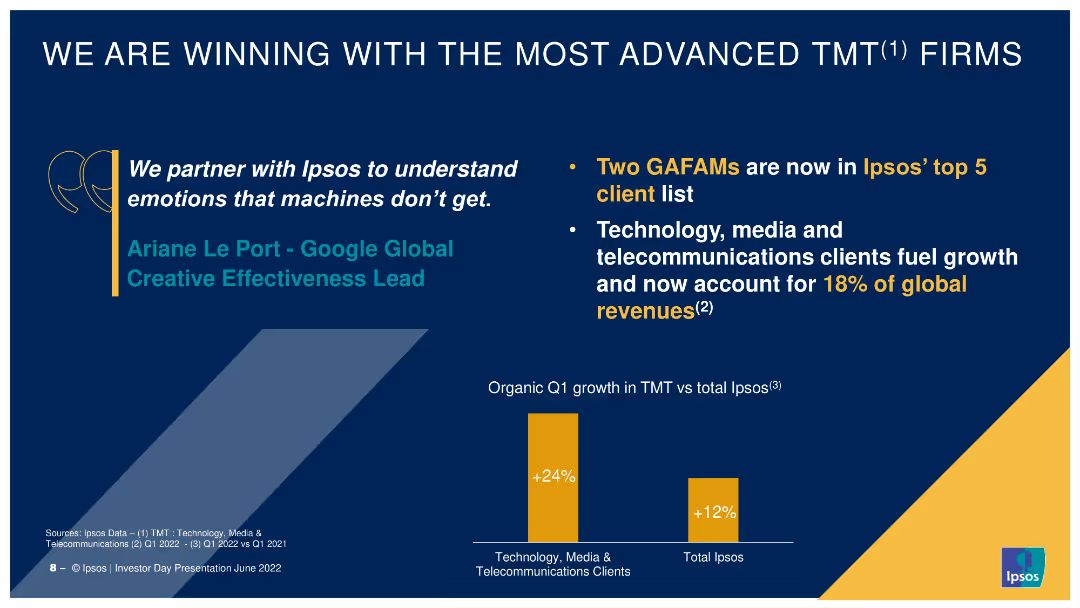 WE ARE WINNING WITH THE MOST ADVANCED TMT(1) FIRMS
We partner with Ipsos to understand
emotions that machines don't get.
Ariane Le Port - Google Global
Creative Effectiveness Lead
• Two GAFAMs are now in Ipsos' top 5
client list
• Technology, media and
telecommunications clients fuel growth
and now account for 18% of global
revenues(2)
Organic Q1 growth in TMT vs total Ipsos(3)
+24%
+12%
Technology, Media &
Telecommunications Clients
Total Ipsos
Sources: Ipsos Data – (1) TMT : Technology, Media &
Telecommunications (2) Q1 2022 - (3) Q1 2022 vs Q1 2021
8 – © Ipsos | Investor Day Presentation June 2022
Ipsos